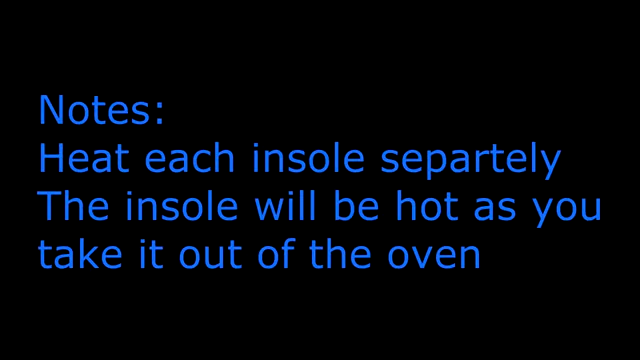 Notes:
Heat each insole separtely
The insole will be hot as you
take it out of the oven